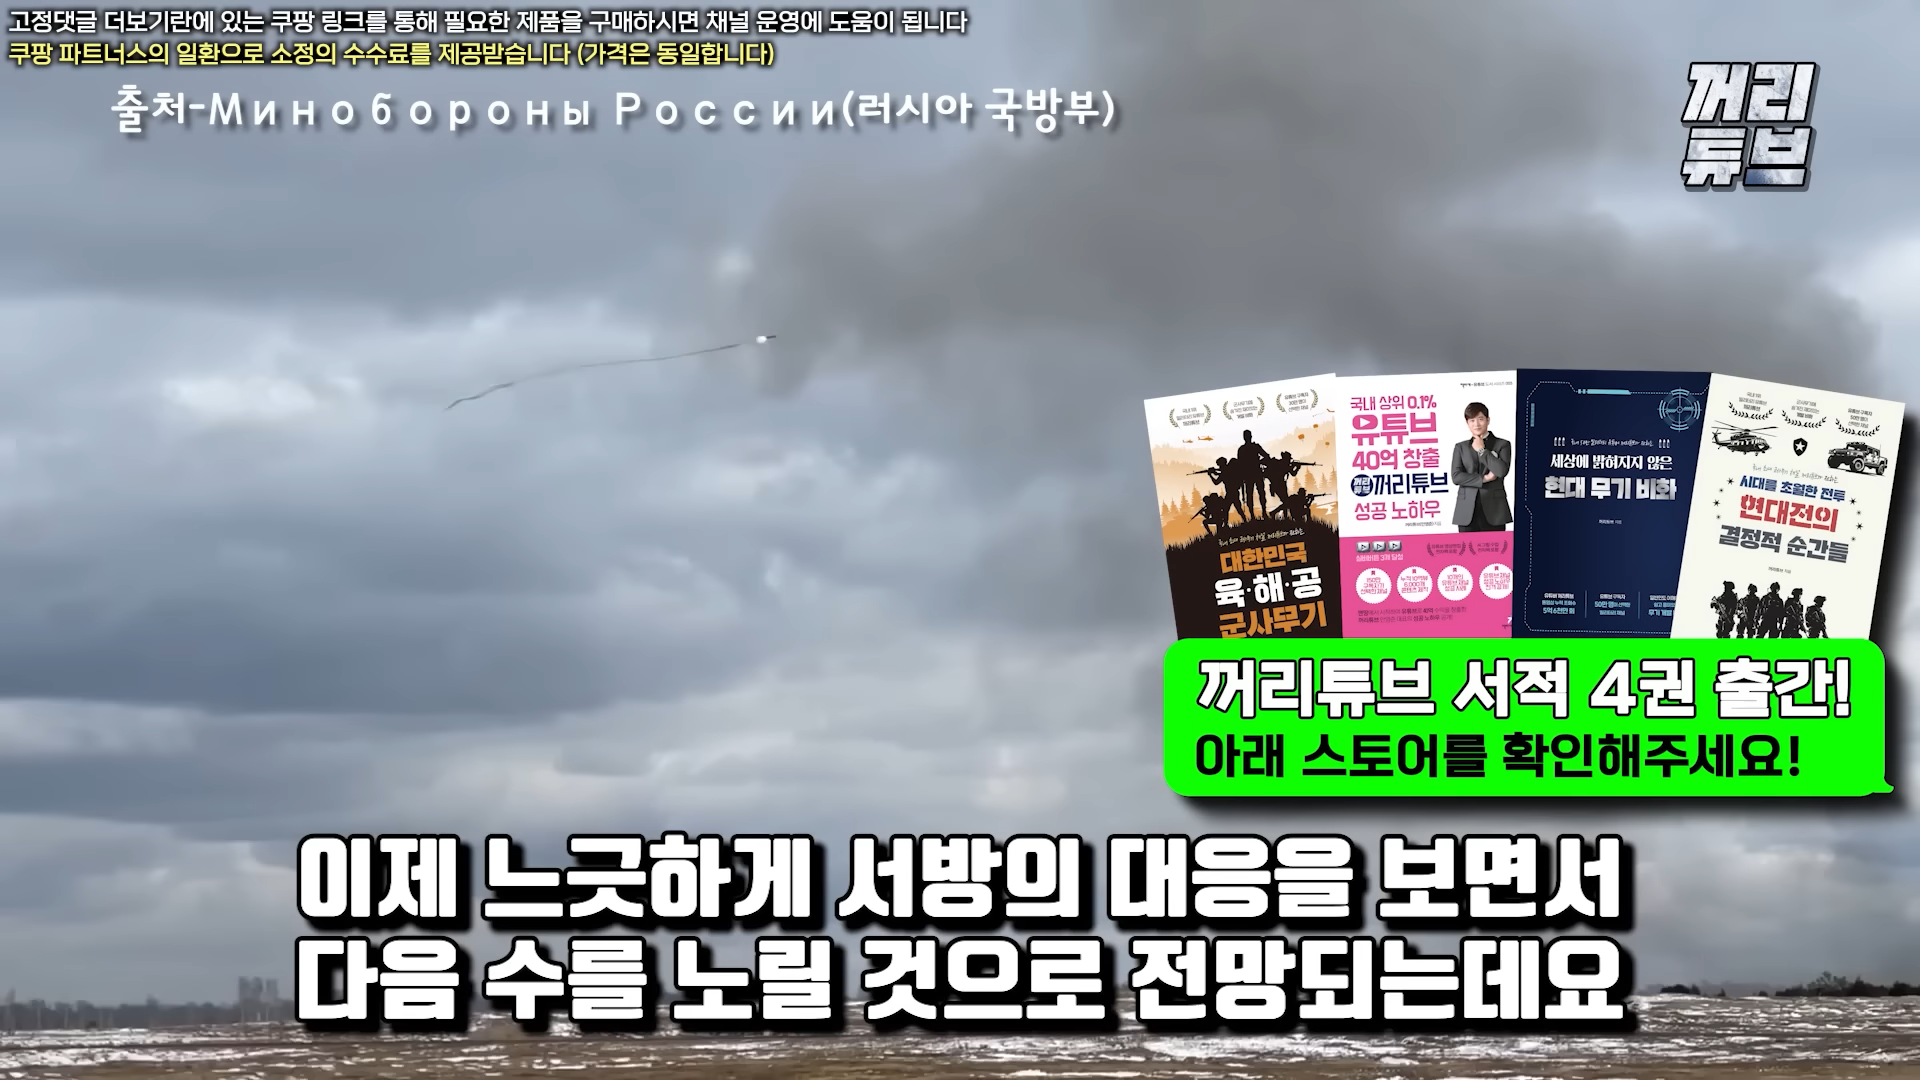 고정댓글 더보기란에 있는 쿠팡 링크를 통해 필요한 제품을 구매하시면 채널 운영에 도움이 됩니다
쿠팡 파트너스의 일환으로 소정의 수수료를 제공받습니다 (가격은 동일합니다)
출처-Минобороны России(러시아 국방부)
꺼리
튜브
대한민국
육·해·공
군사무기
국내 상위 0.1%
유튜브
40억 창출
꺼리튜브
성공 노하우
세상에 밝혀지지 않은
현대 무기 비화
시대를 초월한 전투
현대전의
결정적 순간들
꺼리튜브 서적 4권 출간!
아래 스토어를 확인해주세요!
이제 느긋하게 서방의 대응을 보면서
다음 수를 노릴 것으로 전망되는데요